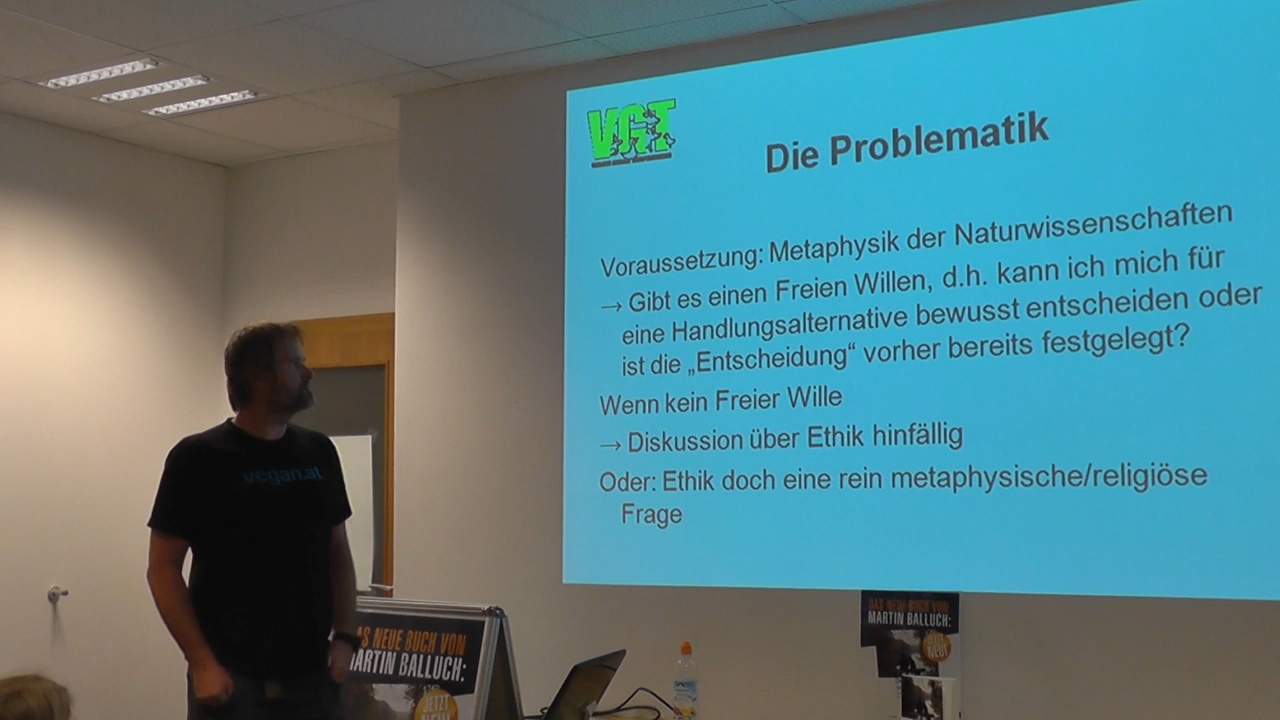 VGT
Die Problematik
Voraussetzung: Metaphysik der Naturwissenschaften
→ Gibt es einen Freien Willen, d.h. kann ich mich für
eine Handlungsalternative bewusst entscheiden oder
ist die „Entscheidung“ vorher bereits festgelegt?
Wenn kein Freier Wille
→ Diskussion über Ethik hinfällig
Oder: Ethik doch eine rein metaphysische/religiöse
Frage
vegan.at
AS NEUE BUCH VON
ARTIN BALLUCH:
JETZT
NEU!
DAS NEUE BUCH VON
MARTIN BALLUCH:
JETZT
NEU!